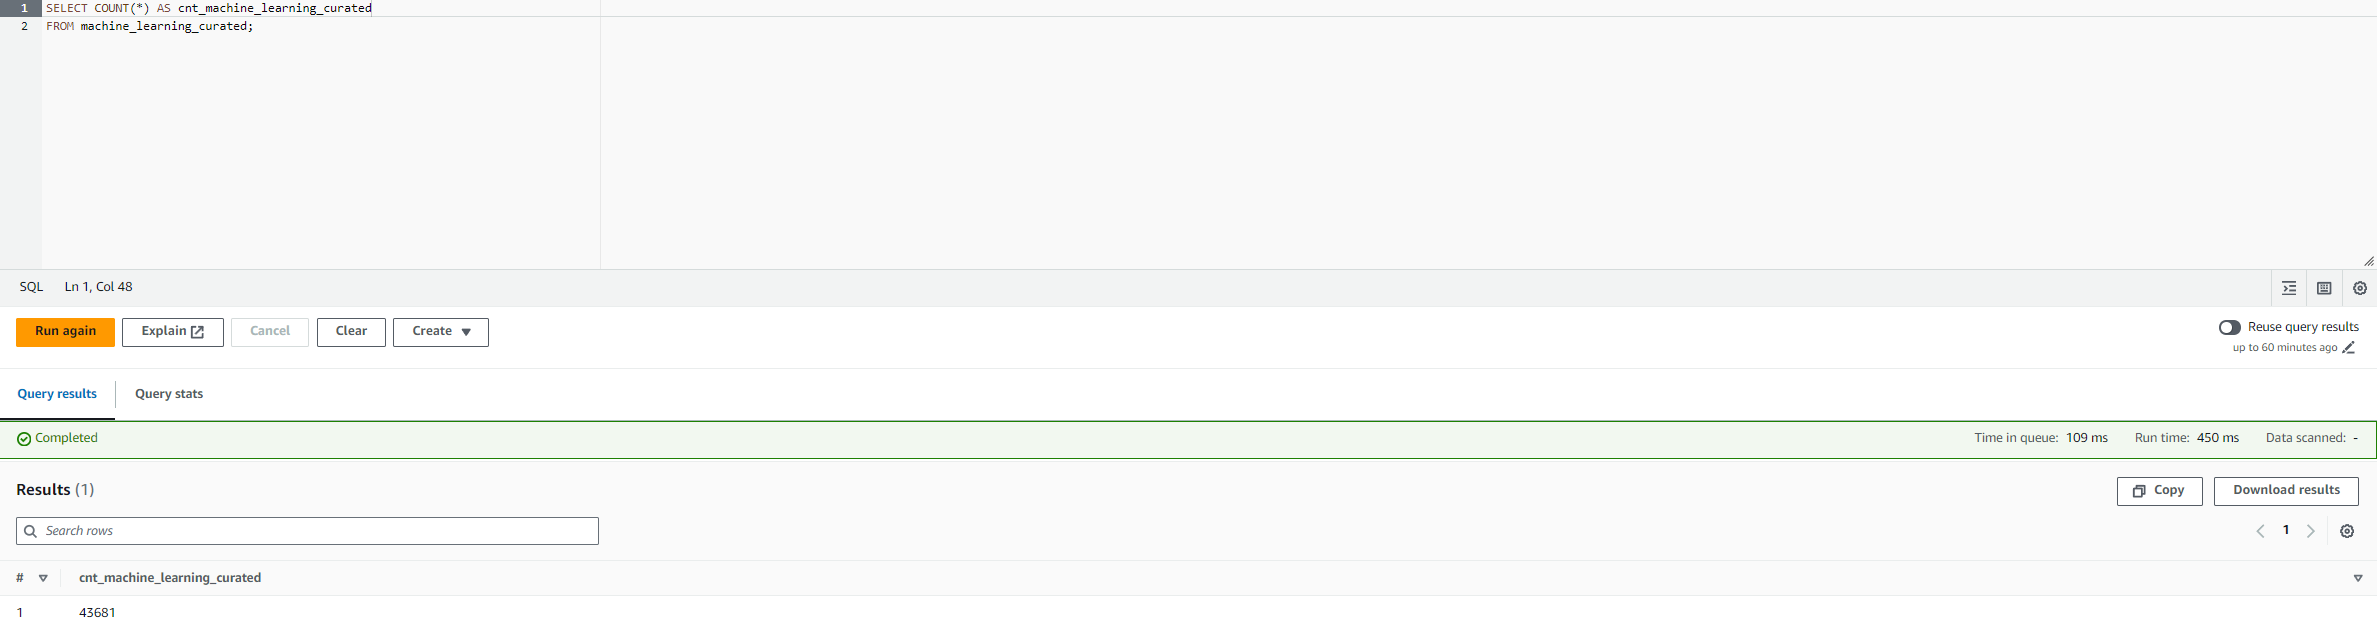 1 SELECT COUNT(*) AS cnt_machine_learning_curated
2 FROM machine_learning_curated;
SQL Ln 1, Col 48
Run again Explain Cancel Clear Create Reuse query results
up to 60 minutes ago
Query results Query stats
Completed Time in queue: 109 ms Run time: 450 ms Data scanned: -
Results (1) Copy Download results
Search rows 1
# cnt_machine_learning_curated
1 43681